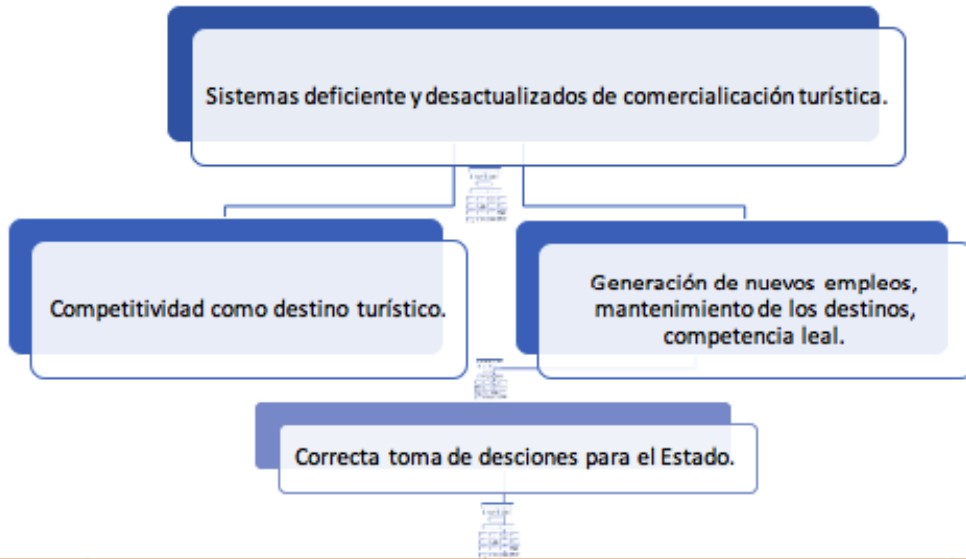 Sistemas deficiente y desactualizados de comercialicación turística.
Competitividad como destino turístico.
Generación de nuevos empleos,
mantenimiento de los destinos,
competencia leal.
Correcta toma de desciones para el Estado.